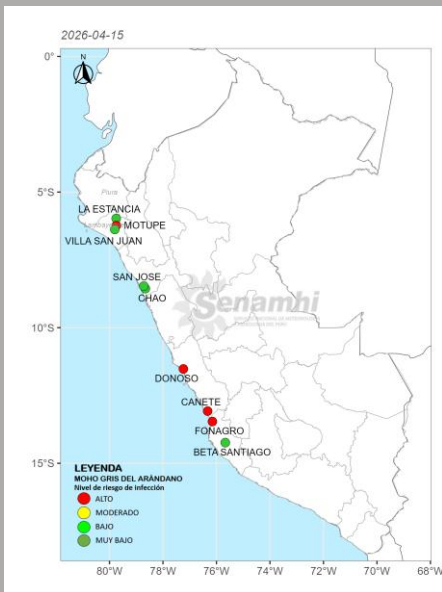 2026-04-15
N
0°
5°S
10°S
15°S
Piura
LA ESTANCIA
MOTUPE
VILLA SAN JUAN
SAN JOSE
CHAO
Senamhi
DONOSO
CANETE
FONAGRO
BETA SANTIAGO
LEYENDA
MOHO GRIS DEL ARÁNDANO
Nivel de riesgo de infección
ALTO
MODERADO
BAJO
MUY BAJO
80°W 78°W 76°W 74°W 72°W 70°W 68°W